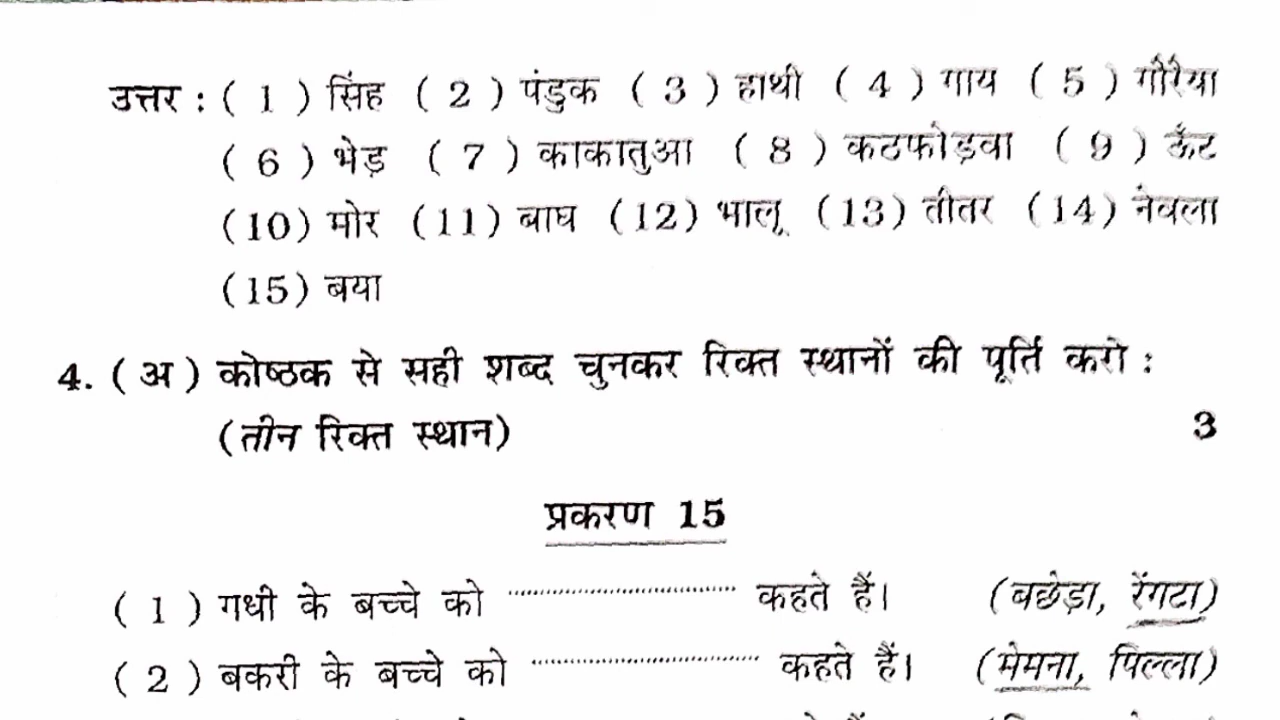 उत्तर : ( 1 ) सिंह ( 2 ) पंडुक ( 3 ) हाथी ( 4 ) गाय ( 5 ) गौरैया
( 6 ) भेड़ ( 7 ) काकातुआ ( 8 ) कठफोड़वा ( 9 ) ऊँट
(10) मोर (11) बाघ (12) भालू (13) तीतर (14) नेवला
(15) बया
4. ( अ ) कोष्ठक से सही शब्द चुनकर रिक्त स्थानों की पूर्ति करो :
(तीन रिक्त स्थान) 3
प्रकरण 15
( 1 ) गधी के बच्चे को .............................. कहते हैं। (बछेड़ा, रेंगटा)
( 2 ) बकरी के बच्चे को .............................. कहते हैं। (मेमना, पिल्ला)